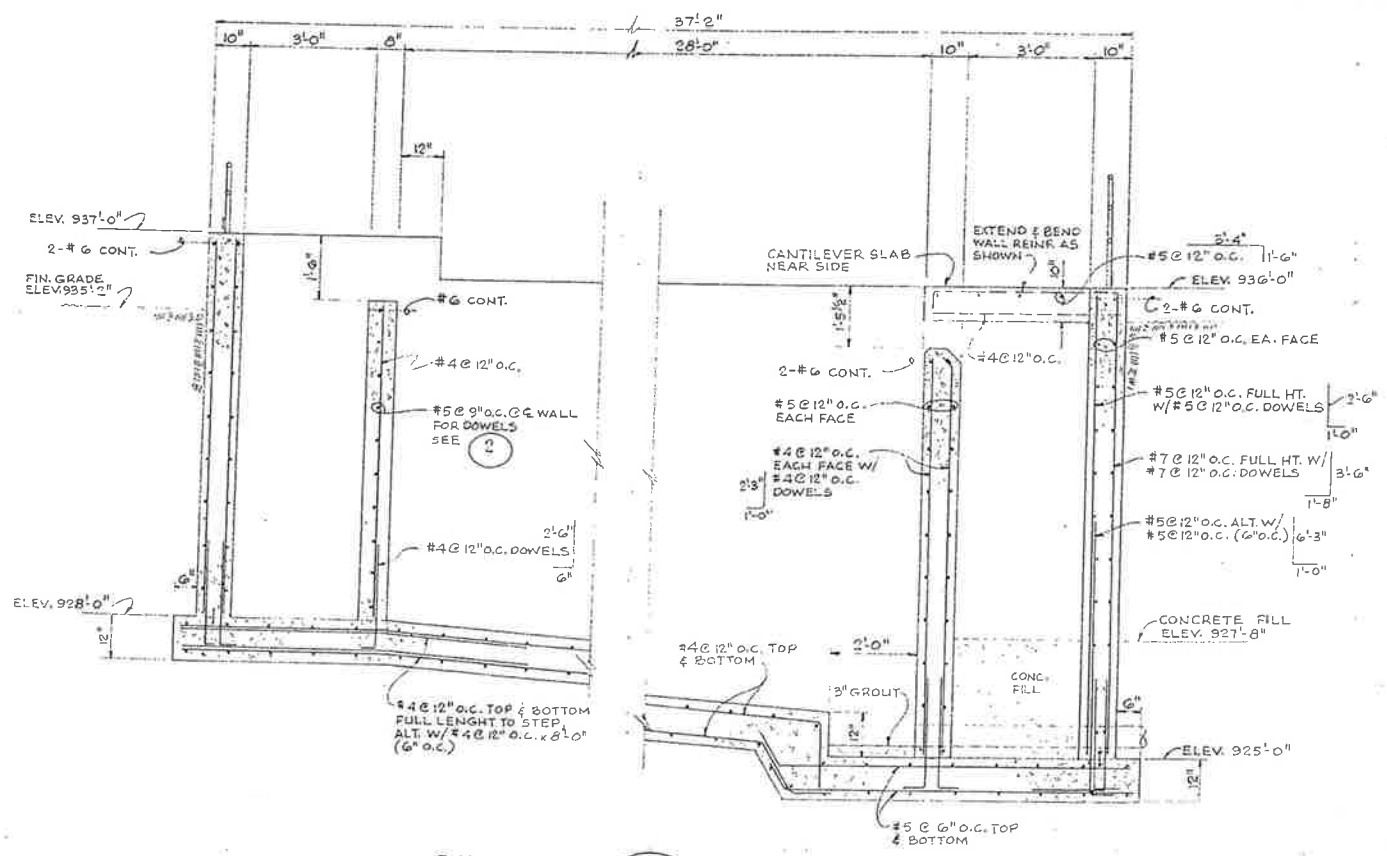 37'-2"
10" 3'-0" 8" 28'-0" 10" 3'-0" 10"
12"
ELEV. 937'-0"
2-#6 CONT.
FIN. GRADE
ELEV. 935'-2"
1'-6"
#6 CONT.
#4 @ 12" O.C.
#5 @ 9" O.C. @ ℄ WALL
FOR DOWELS
SEE 2
#4 @ 12" O.C. DOWELS
2'-6"
6"
6"
ELEV. 928'-0"
12"
#4 @ 12" O.C. TOP & BOTTOM
FULL LENGHT TO STEP
ALT. W/ #4 @ 12" O.C. x 8'-0"
(6" O.C.)
CANTILEVER SLAB
NEAR SIDE
EXTEND & BEND
WALL REINF. AS
SHOWN
10"
#5 @ 12" O.C.
1'-6"
ELEV. 936'-0"
2-#6 CONT.
1'-5 1/2"
#4 @ 12" O.C.
#5 @ 12" O.C. EA. FACE
2-#6 CONT.
#5 @ 12" O.C.
EACH FACE
#4 @ 12" O.C.
EACH FACE W/
#4 @ 12" O.C.
DOWELS
2'-3"
1'-0"
#5 @ 12" O.C. FULL HT.
W/ #5 @ 12" O.C. DOWELS
2'-6"
1'-0"
#7 @ 12" O.C. FULL HT. W/
#7 @ 12" O.C. DOWELS
3'-6"
1'-8"
#5 @ 12" O.C. ALT. W/
#5 @ 12" O.C. (6" O.C.)
6'-3"
1'-0"
CONCRETE FILL
ELEV. 927'-8"
#4 @ 12" O.C. TOP
& BOTTOM
2'-0"
3" GROUT
12"
CONC.
FILL
6"
ELEV. 925'-0"
12"
#5 @ 6" O.C. TOP
& BOTTOM